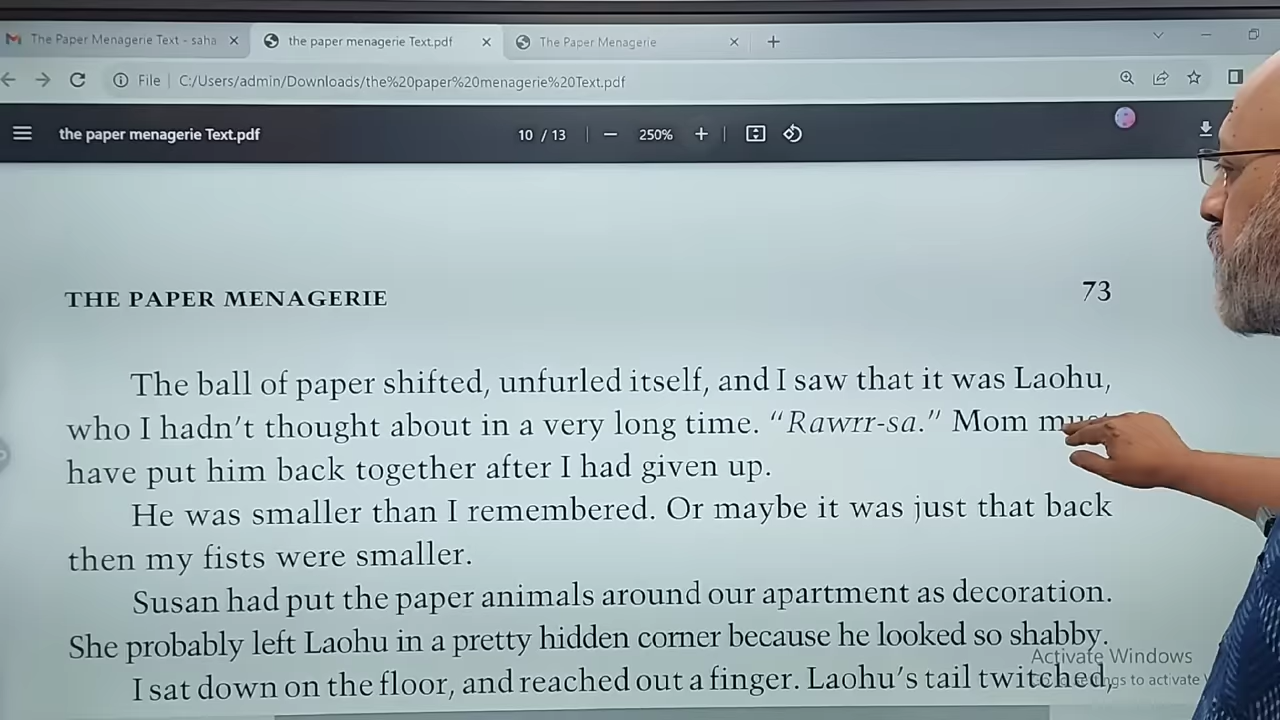 The Paper Menagerie Text - saha
the paper menagerie Text.pdf
The Paper Menagerie
File | C:/Users/admin/Downloads/the%20paper%20menagerie%20Text.pdf
the paper menagerie Text.pdf
10 / 13
250%
THE PAPER MENAGERIE
73
The ball of paper shifted, unfurled itself, and I saw that it was Laohu,
who I hadn't thought about in a very long time. "Rawrr-sa." Mom
have put him back together after I had given up.
He was smaller than I remembered. Or maybe it was just that back
then my fists were smaller.
Susan had put the paper animals around our apartment as decoration.
She probably left Laohu in a pretty hidden corner because he looked so shabby.
Activate Windows
I sat down on the floor, and reached out a finger. Laohu's tail twitched,
to activate